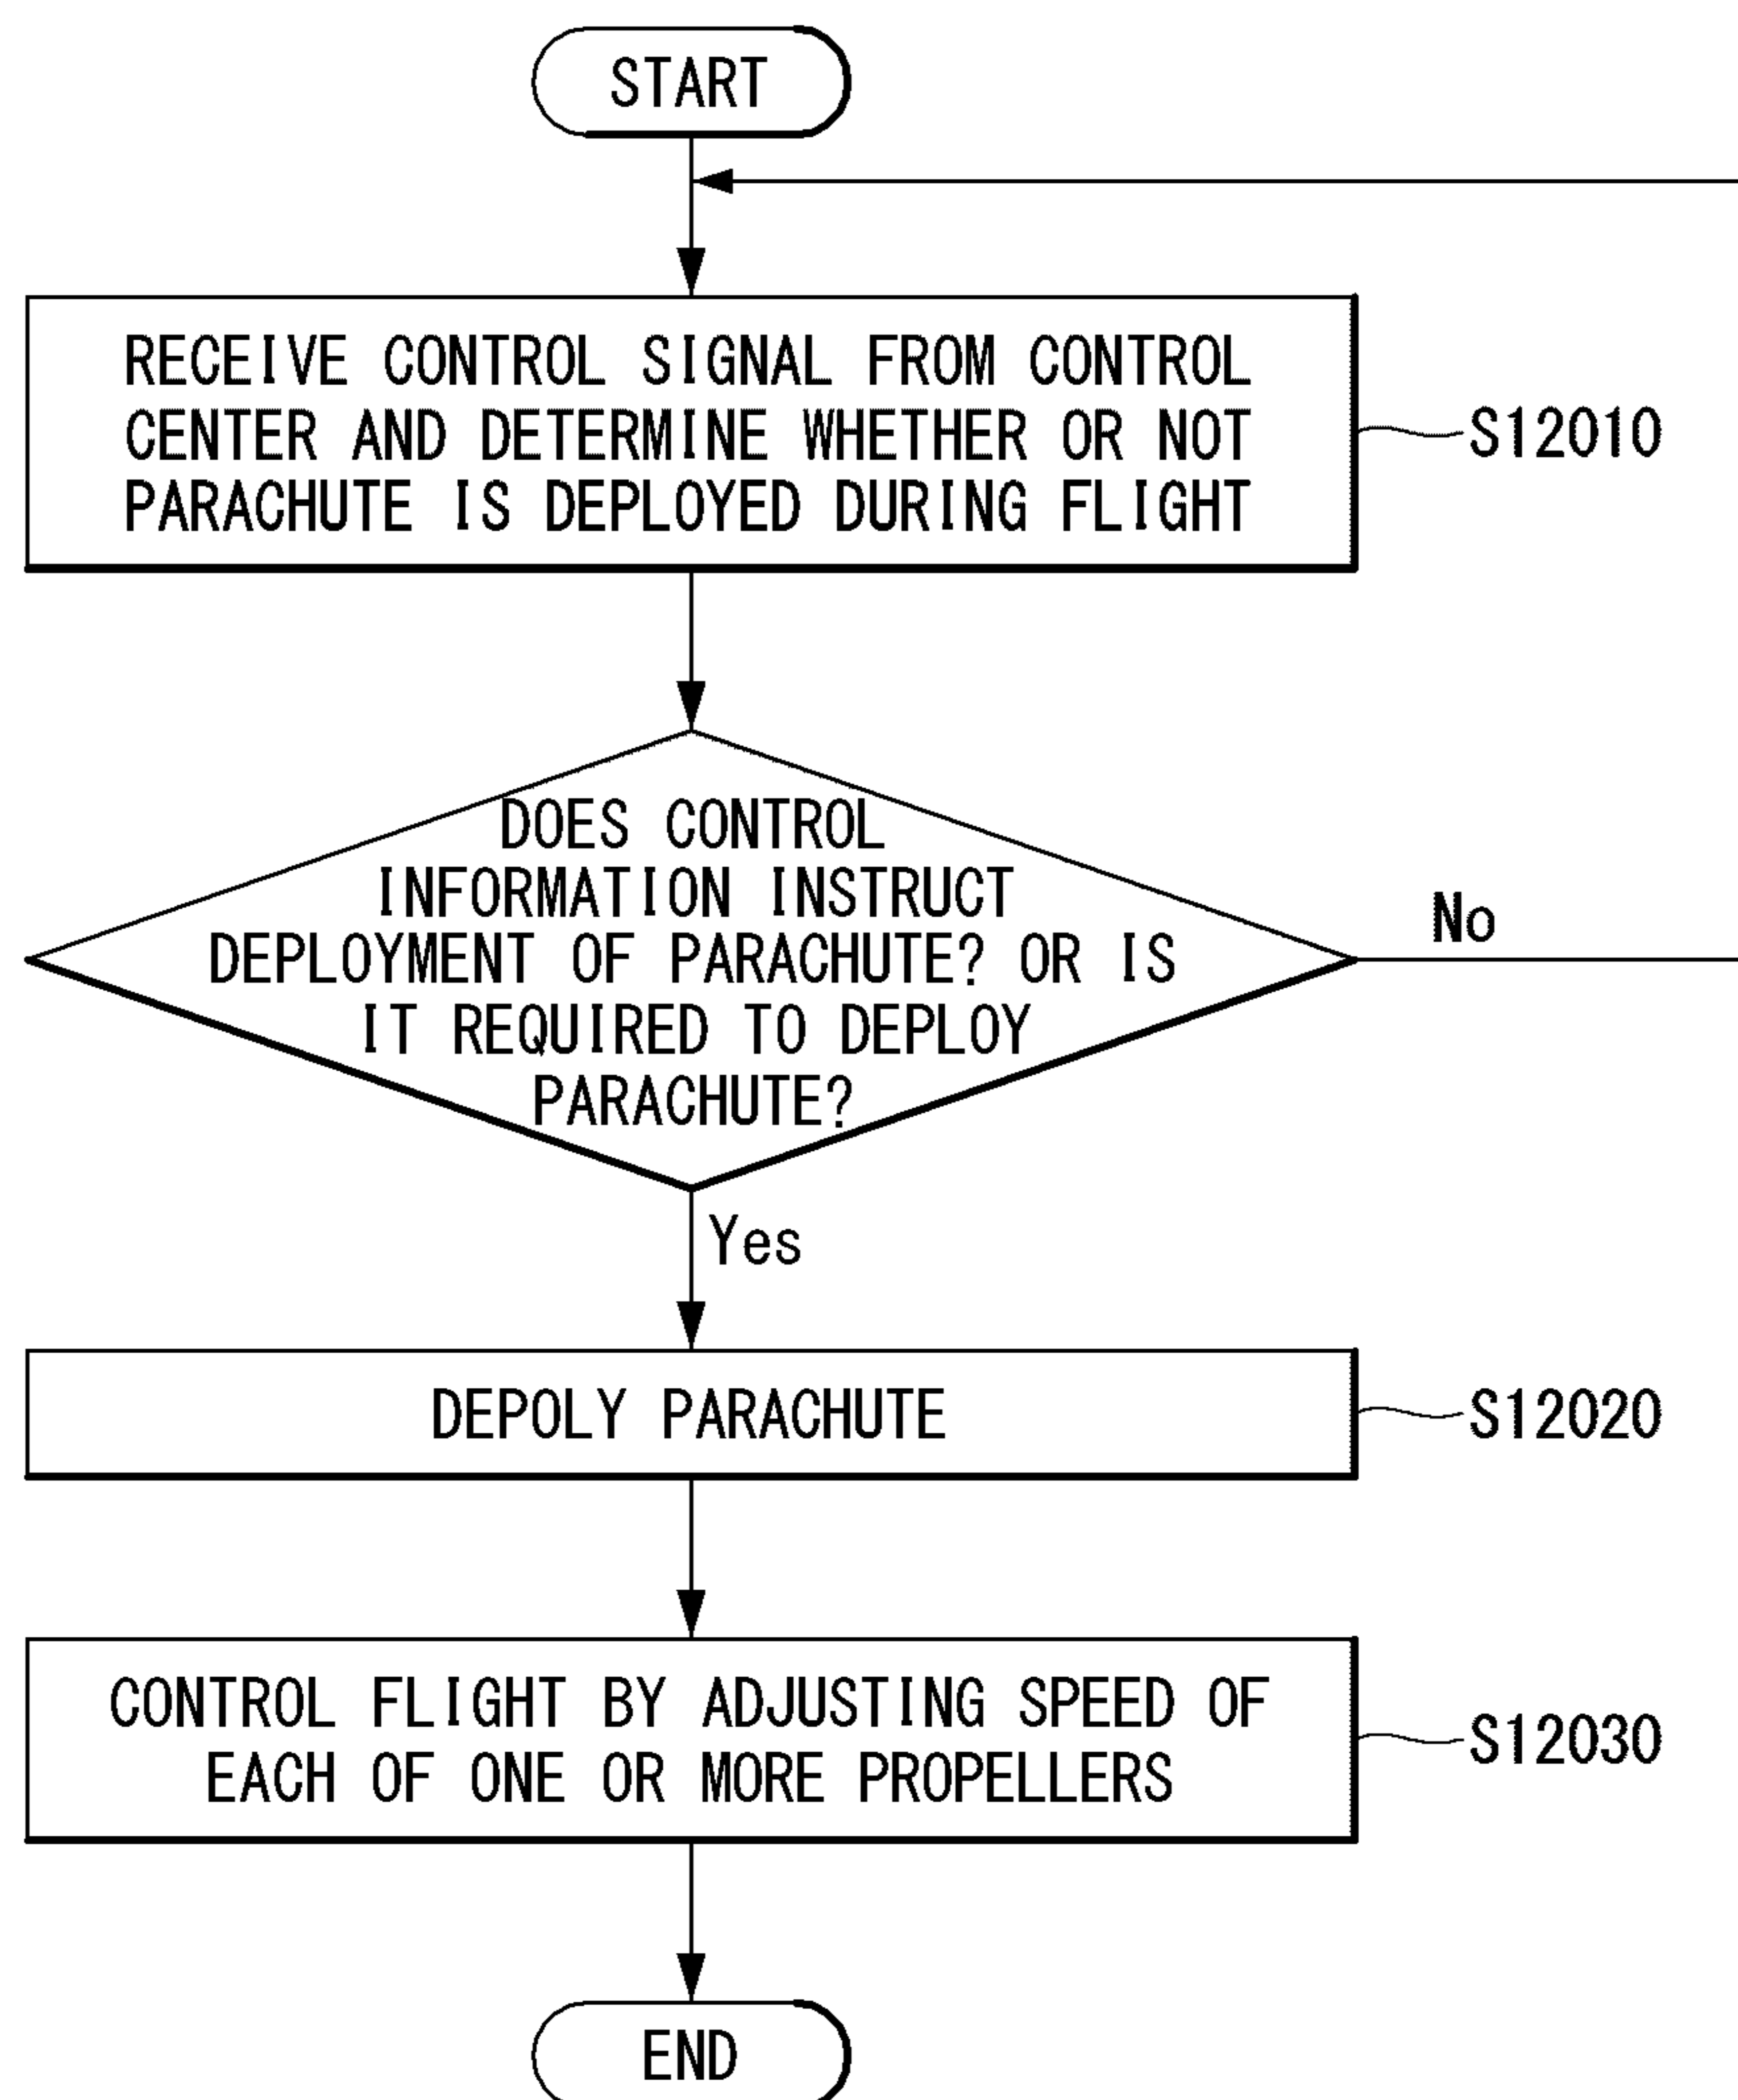 START
RECEIVE CONTROL SIGNAL FROM CONTROL
CENTER AND DETERMINE WHETHER OR NOT
PARACHUTE IS DEPLOYED DURING FLIGHT
S12010
DOES CONTROL
INFORMATION INSTRUCT
DEPLOYMENT OF PARACHUTE? OR IS
IT REQUIRED TO DEPLOY
PARACHUTE?
No
Yes
DEPOLY PARACHUTE
S12020
CONTROL FLIGHT BY ADJUSTING SPEED OF
EACH OF ONE OR MORE PROPELLERS
S12030
END